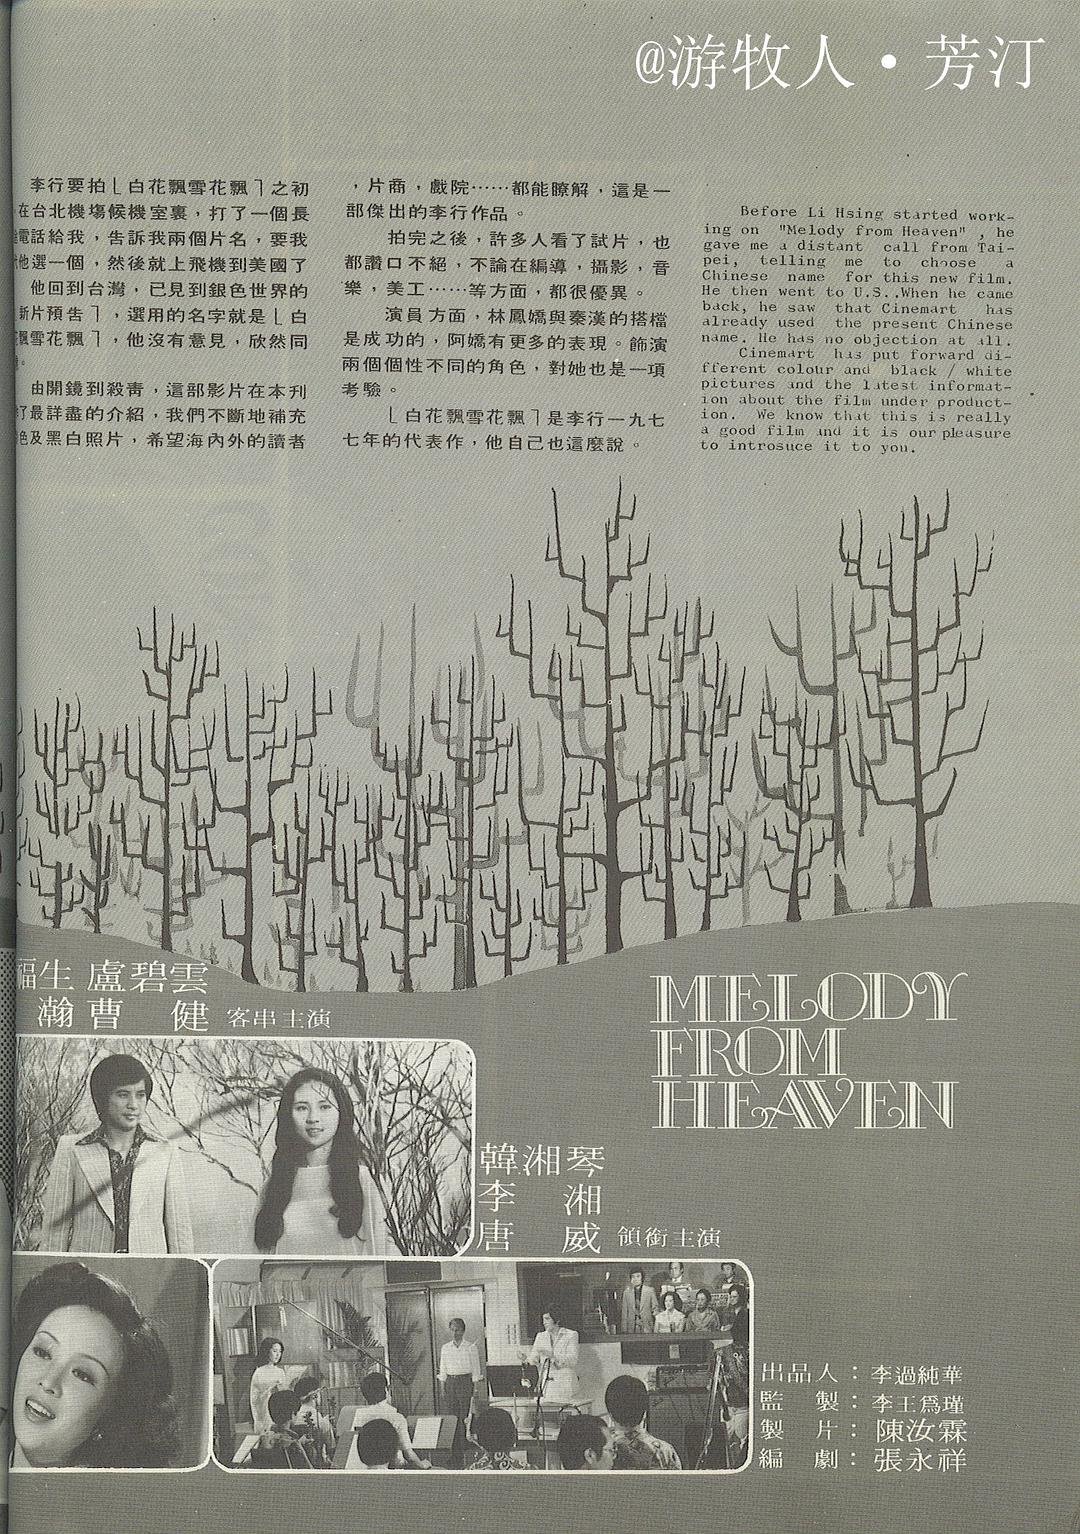 @游牧人·芳汀
李行要拍⌊白花飄雪花飄⌉之初
在台北機場候機室裏，打了一個長
電話給我，告訴我兩個片名，要我
他選一個，然後就上飛機到美國了
他回到台灣，已見到銀色世界的
新片預告⌉，選用的名字就是⌊白
飄雪花飄⌉，他沒有意見，欣然同
。
由開鏡到殺靑，這部影片在本刊
了最詳盡的介紹，我們不斷地補充
色及黑白照片，希望海內外的讀者
，片商，戲院……都能瞭解，這是一
部傑出的李行作品。
拍完之後，許多人看了試片，也
都讚口不絕，不論在編導，攝影，音
樂，美工……等方面，都很優異。
演員方面，林鳳嬌與秦漢的搭檔
是成功的，阿嬌有更多的表現。飾演
兩個個性不同的角色，對她也是一項
考驗。
⌊白花飄雪花飄⌉是李行一九七
七年的代表作，他自己也這麼說。
Before Li Hsing started work-
ing on "Melody from Heaven" , he
gave me a distant call from Tai-
pei, telling me to choose a
Chinese name for this new film.
He then went to U.S..When he came
back, he saw that Cinemart has
already used the present Chinese
name. He has no objection at all.
Cinemart has put forward di-
fferent colour and black / white
pictures and the latest informat-
ion about the film under product-
ion. We know that this is really
a good film and it is our pleasure
to introsuce it to you.
福生 盧碧雲
瀚 曹 健 客串主演
MELODY
FROM
HEAVEN
韓湘琴
李 湘
唐 威 領銜主演
出品人：李過純華
監 製：李王爲瑾
製 片：陳汝霖
編 劇：張永祥